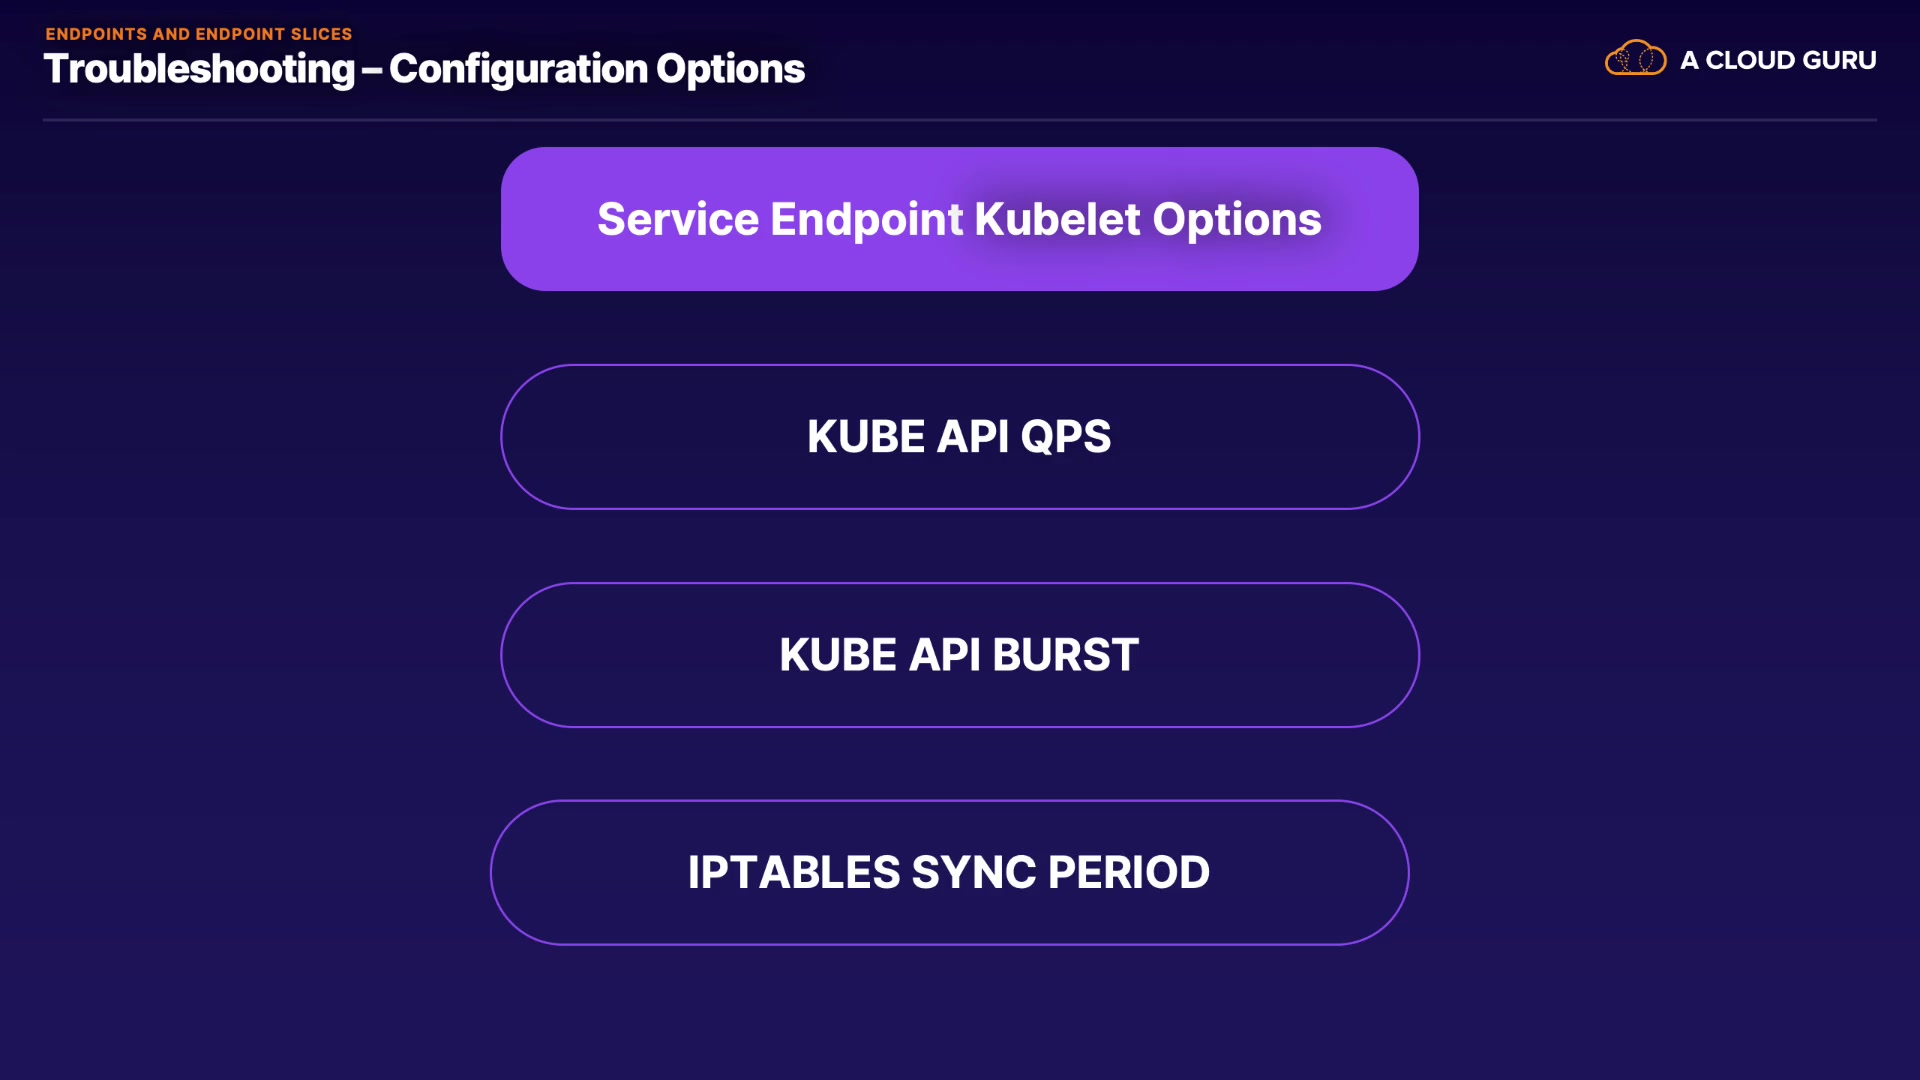 ENDPOINTS AND ENDPOINT SLICES
Troubleshooting – Configuration Options
A CLOUD GURU
Service Endpoint Kubelet Options
KUBE API QPS
KUBE API BURST
IPTABLES SYNC PERIOD